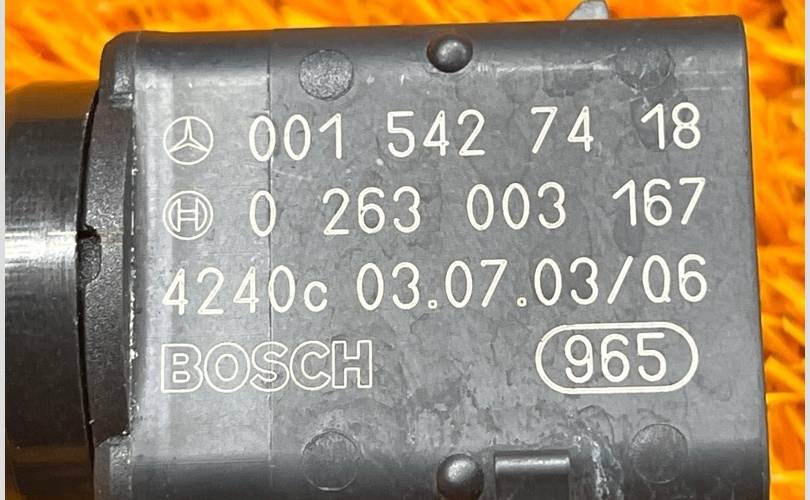 001 542 74 18
0 263 003 167
4240c 03.07.03/06
BOSCH 965